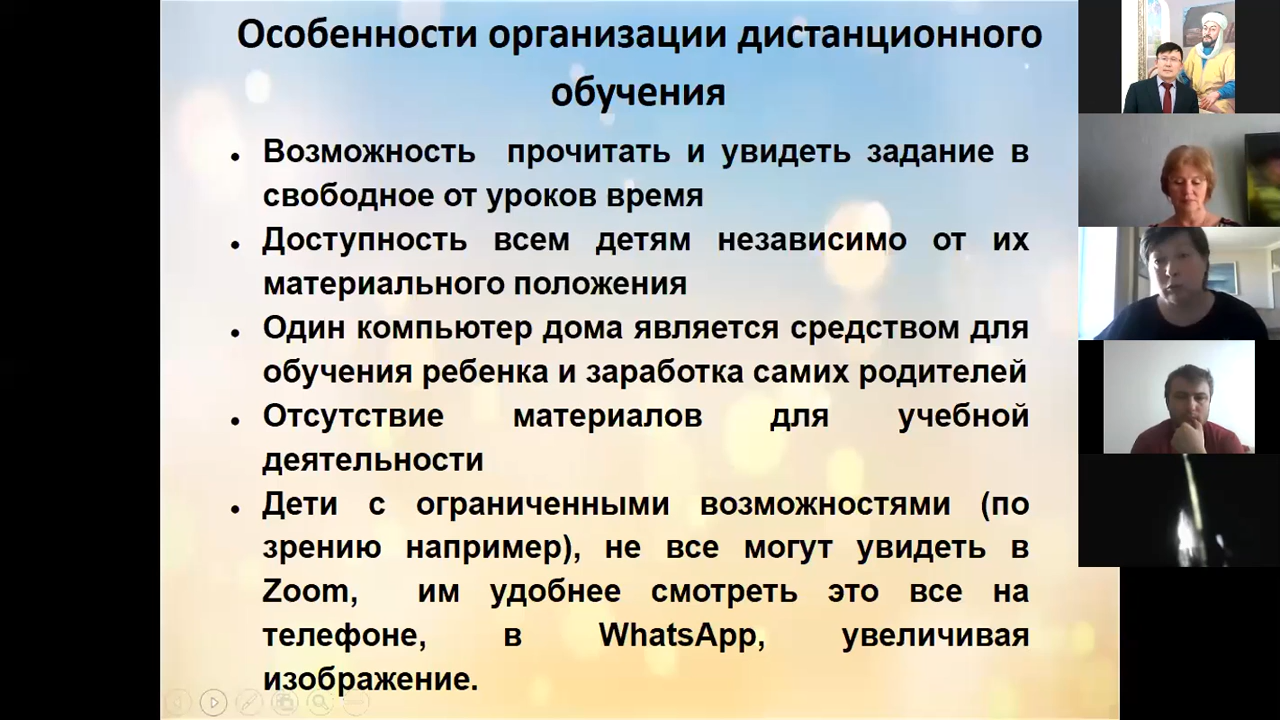 Особенности организации дистанционного
обучения
• Возможность прочитать и увидеть задание в
свободное от уроков время
• Доступность всем детям независимо от их
материального положения
• Один компьютер дома является средством для
обучения ребенка и заработка самих родителей
• Отсутствие материалов для учебной
деятельности
• Дети с ограниченными возможностями (по
зрению например), не все могут увидеть в
Zoom, им удобнее смотреть это все на
телефоне, в WhatsApp, увеличивая
изображение.